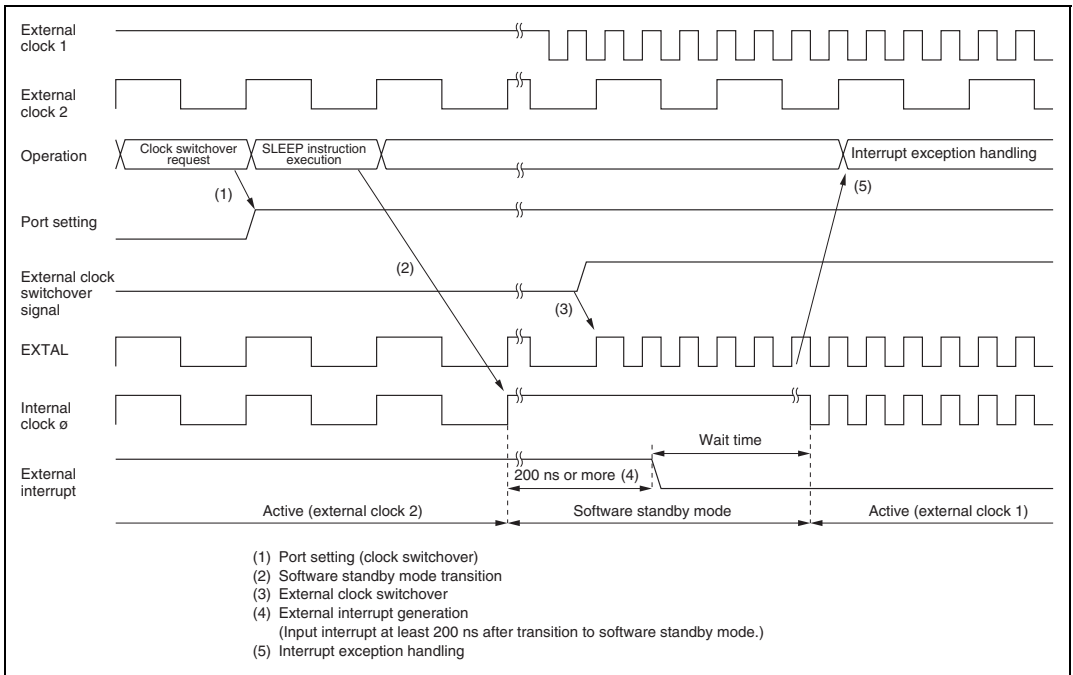 External
clock 1
External
clock 2
Operation
Clock switchover
request
SLEEP instruction
execution
Interrupt exception handling
(1)
(5)
Port setting
(2)
External clock
switchover
signal
(3)
EXTAL
Internal
clock ø
Wait time
External
interrupt
200 ns or more (4)
Active (external clock 2)
Software standby mode
Active (external clock 1)
(1) Port setting (clock switchover)
(2) Software standby mode transition
(3) External clock switchover
(4) External interrupt generation
(Input interrupt at least 200 ns after transition to software standby mode.)
(5) Interrupt exception handling